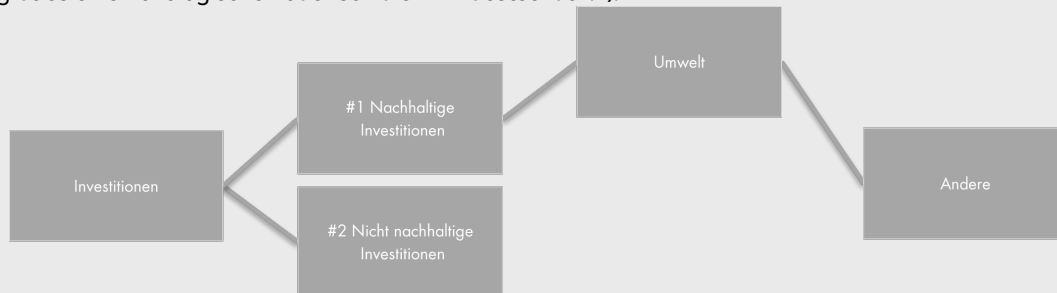 Umwelt
#1 Nachhaltige
Investitionen
Investitionen
Andere
#2 Nicht nachhaltige
Investitionen